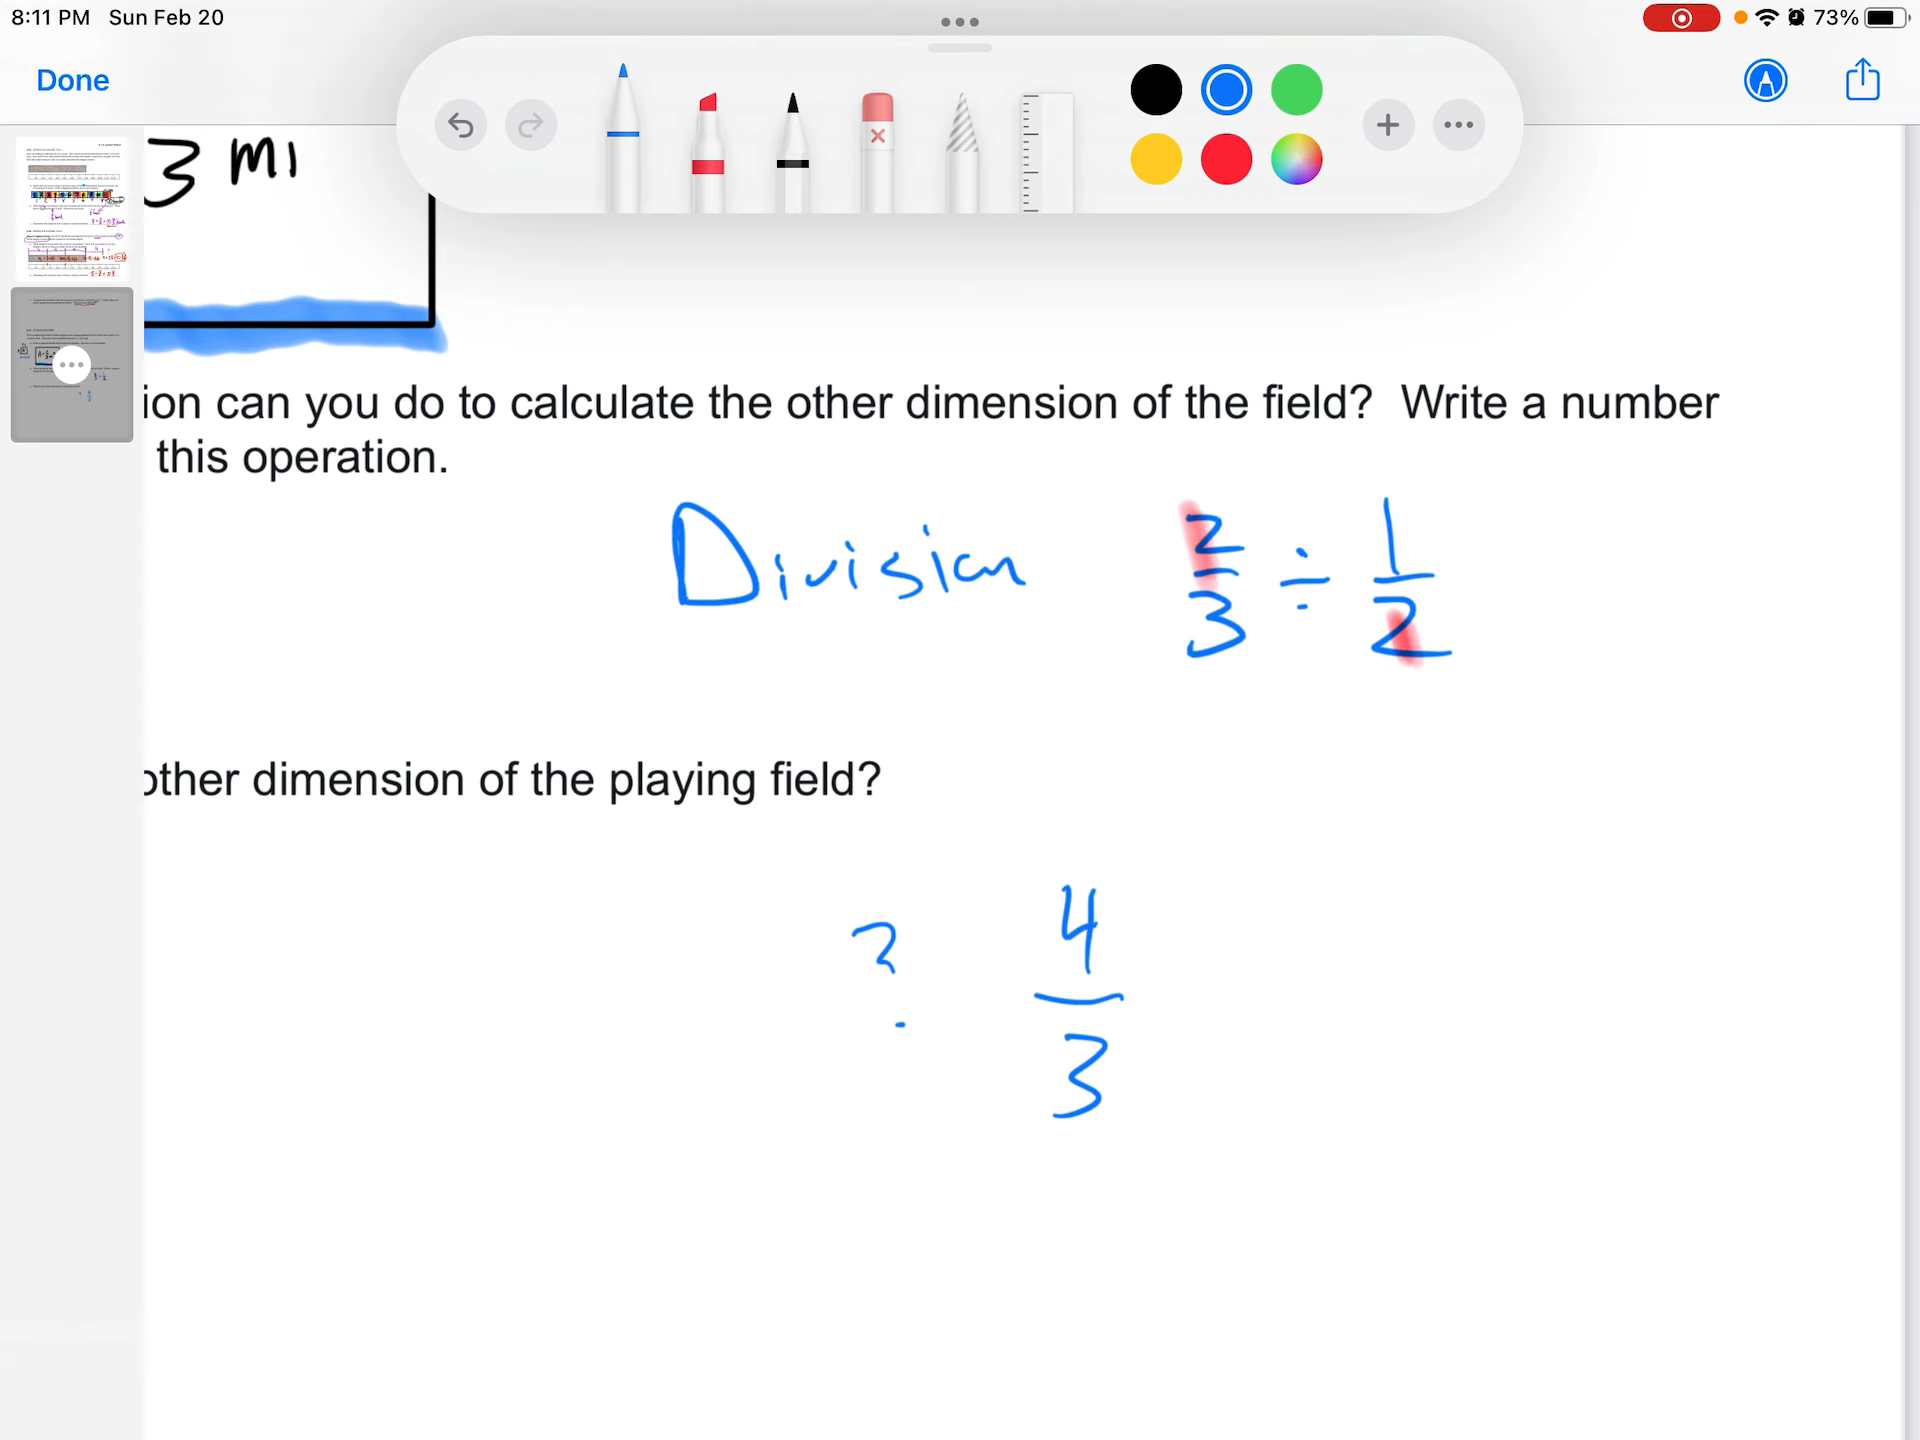 8:11 PM Sun Feb 20
73%
Done
3 mi
ion can you do to calculate the other dimension of the field? Write a number
this operation.
Division 2/3 ÷ 1/2
other dimension of the playing field?
? 4/3